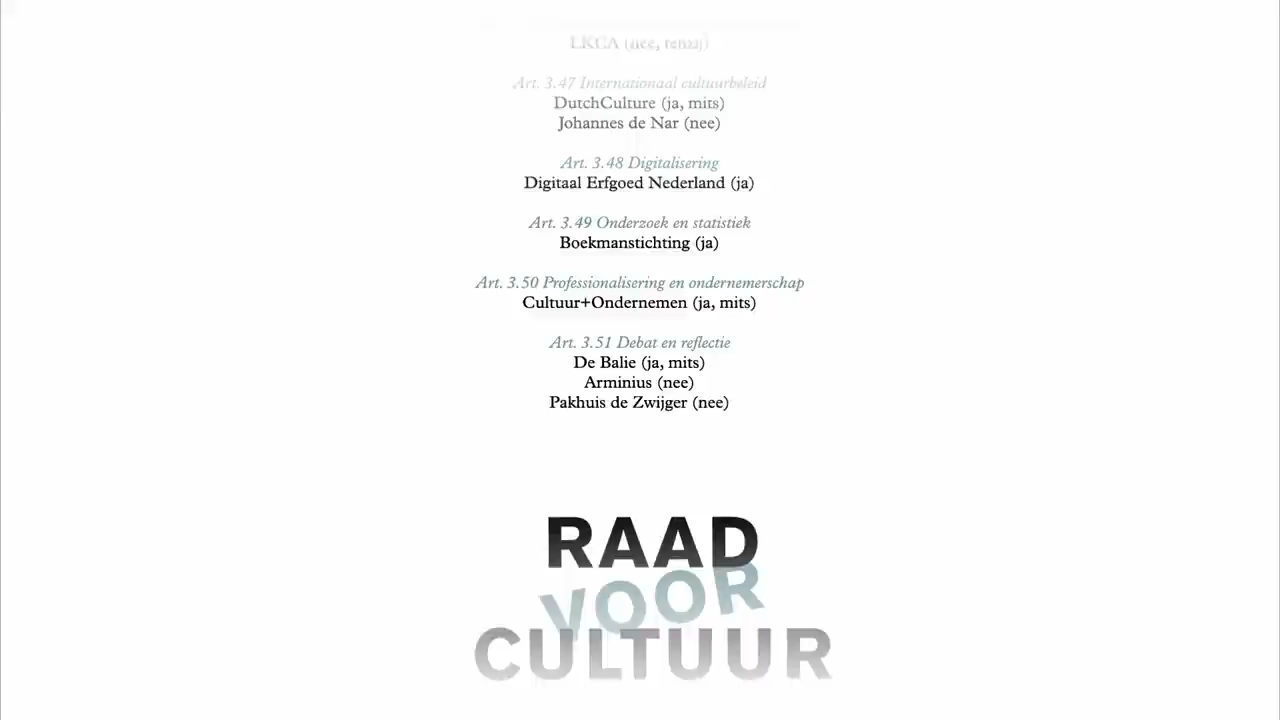 LKCA (nee, tenzij)
Art. 3.47 Internationaal cultuurbeleid
DutchCulture (ja, mits)
Johannes de Nar (nee)
Art. 3.48 Digitalisering
Digitaal Erfgoed Nederland (ja)
Art. 3.49 Onderzoek en statistiek
Boekmanstichting (ja)
Art. 3.50 Professionalisering en ondernemerschap
Cultuur+Ondernemen (ja, mits)
Art. 3.51 Debat en reflectie
De Balie (ja, mits)
Arminius (nee)
Pakhuis de Zwijger (nee)
RAAD
VOOR
CULTUUR